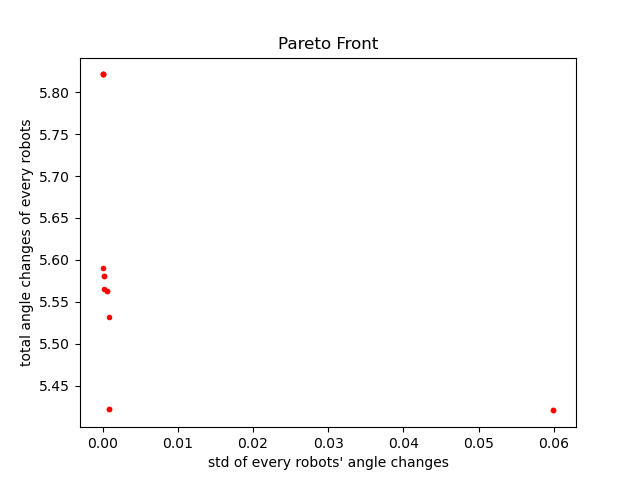 Pareto Front
total angle changes of every robots
5.80
5.75
5.70
5.65
5.60
5.55
5.50
5.45
0.00 0.01 0.02 0.03 0.04 0.05 0.06
std of every robots' angle changes